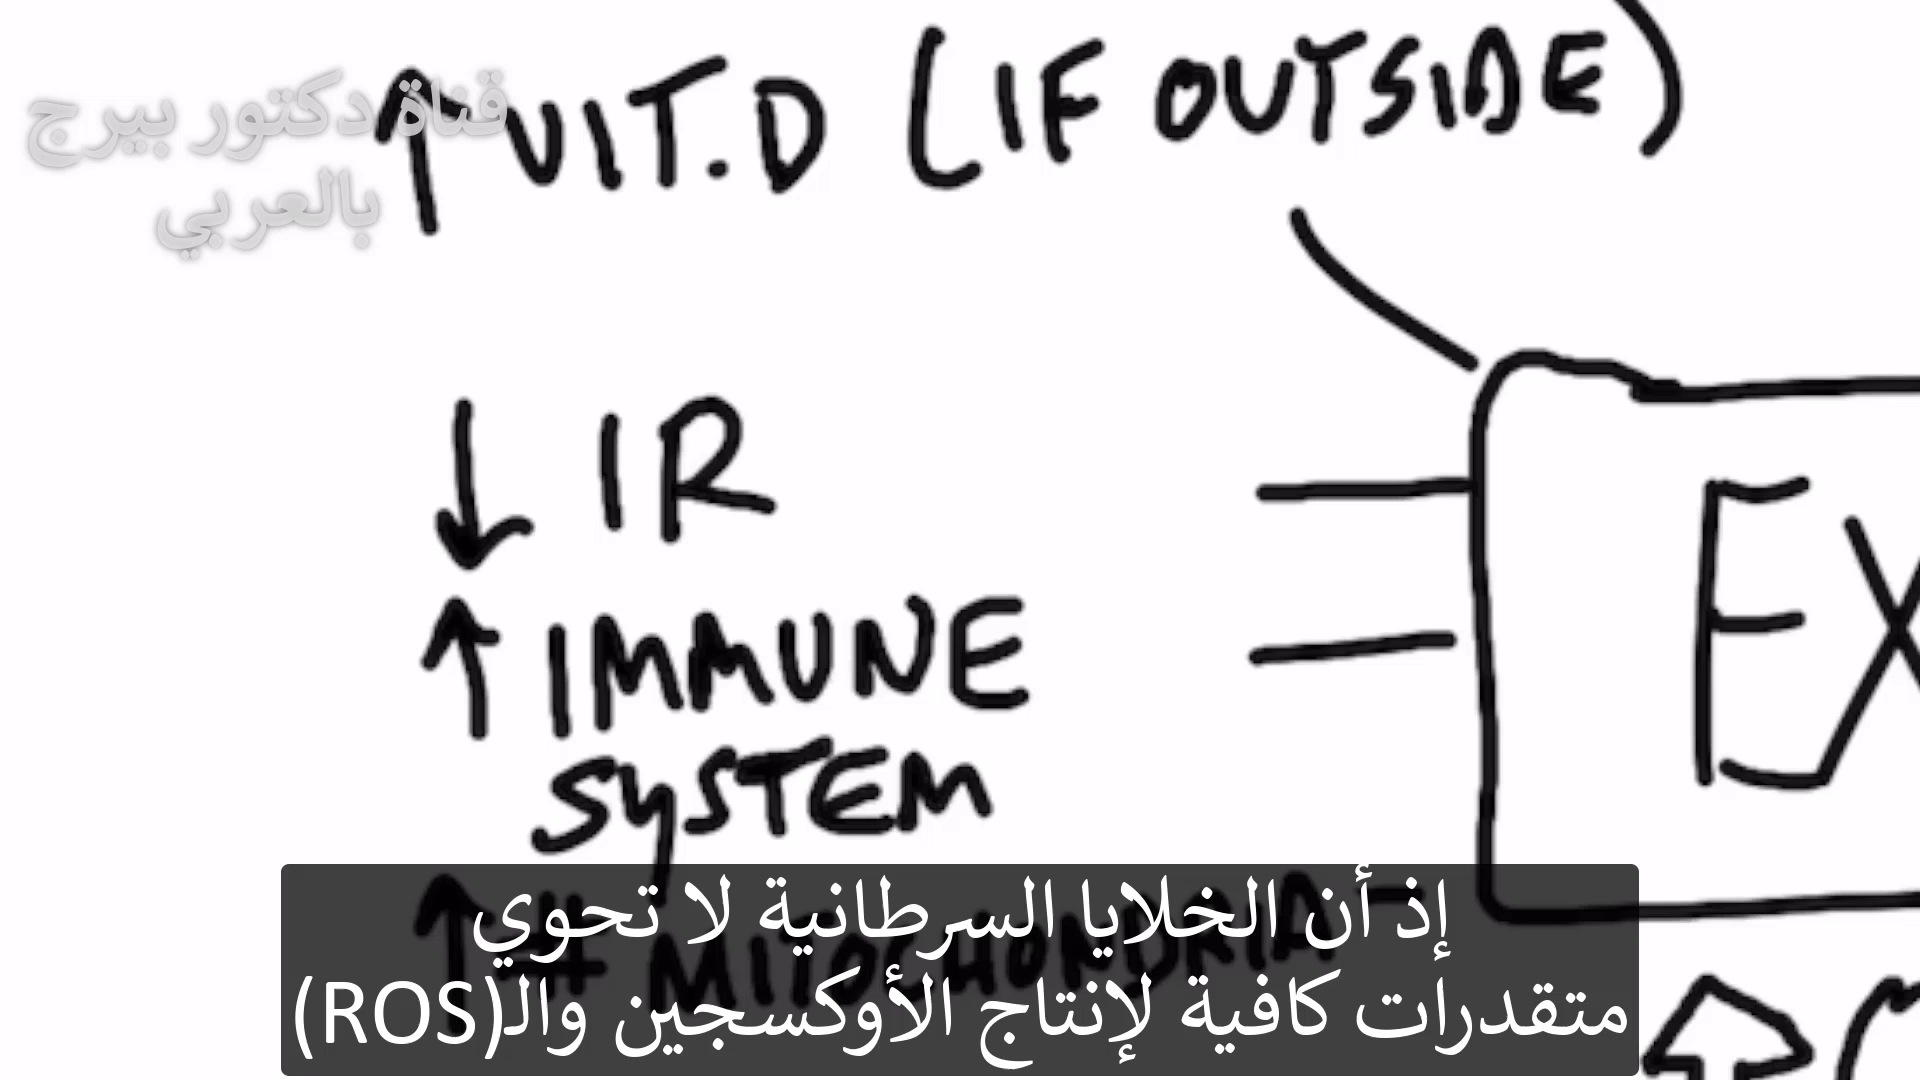 قناة دكتور بيرج
بالعربي
↑ VIT.D (IF OUTSIDE)
↓ IR
↑ IMMUNE
SYSTEM
↑ # MITOCHONDRIA -
EX
إذ أن الخلايا السرطانية لا تحوي
متقدرات كافية لإنتاج الأوكسجين والـ(ROS)